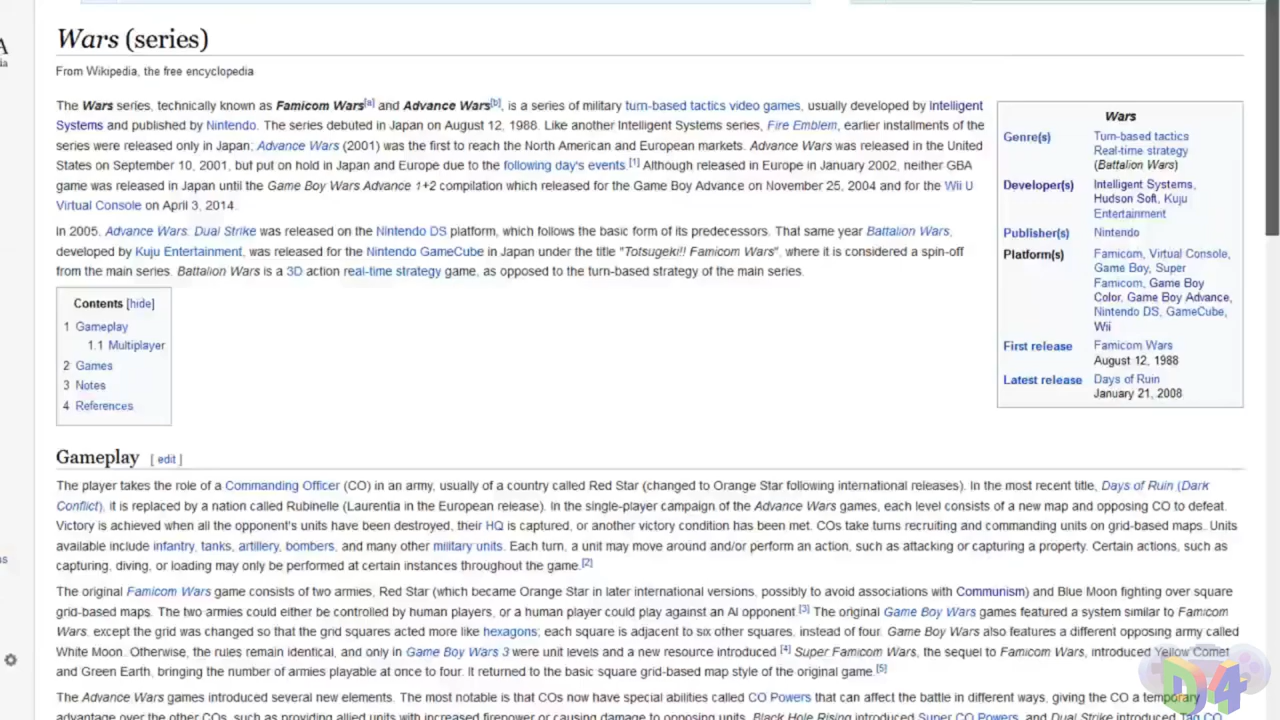 A
ia
Wars (series)
From Wikipedia, the free encyclopedia
The Wars series, technically known as Famicom Wars[a] and Advance Wars[b], is a series of military turn-based tactics video games, usually developed by Intelligent
Systems and published by Nintendo. The series debuted in Japan on August 12, 1988. Like another Intelligent Systems series, Fire Emblem, earlier installments of the
series were released only in Japan; Advance Wars (2001) was the first to reach the North American and European markets. Advance Wars was released in the United
States on September 10, 2001, but put on hold in Japan and Europe due to the following day's events.[1] Although released in Europe in January 2002, neither GBA
game was released in Japan until the Game Boy Wars Advance 1+2 compilation which released for the Game Boy Advance on November 25, 2004 and for the Wii U
Virtual Console on April 3, 2014.
In 2005, Advance Wars: Dual Strike was released on the Nintendo DS platform, which follows the basic form of its predecessors. That same year Battalion Wars,
developed by Kuju Entertainment, was released for the Nintendo GameCube in Japan under the title "Totsugeki!! Famicom Wars", where it is considered a spin-off
from the main series. Battalion Wars is a 3D action real-time strategy game, as opposed to the turn-based strategy of the main series.
Wars
Genre(s) Turn-based tactics
Real-time strategy
(Battalion Wars)
Developer(s) Intelligent Systems,
Hudson Soft, Kuju
Entertainment
Publisher(s) Nintendo
Platform(s) Famicom, Virtual Console,
Game Boy, Super
Famicom, Game Boy
Color, Game Boy Advance,
Nintendo DS, GameCube,
Wii
First release Famicom Wars
August 12, 1988
Latest release Days of Ruin
January 21, 2008
Contents [hide]
1 Gameplay
1.1 Multiplayer
2 Games
3 Notes
4 References
Gameplay [ edit ]
The player takes the role of a Commanding Officer (CO) in an army, usually of a country called Red Star (changed to Orange Star following international releases). In the most recent title, Days of Ruin (Dark
Conflict), it is replaced by a nation called Rubinelle (Laurentia in the European release). In the single-player campaign of the Advance Wars games, each level consists of a new map and opposing CO to defeat.
Victory is achieved when all the opponent's units have been destroyed, their HQ is captured, or another victory condition has been met. COs take turns recruiting and commanding units on grid-based maps. Units
available include infantry, tanks, artillery, bombers, and many other military units. Each turn, a unit may move around and/or perform an action, such as attacking or capturing a property. Certain actions, such as
capturing, diving, or loading may only be performed at certain instances throughout the game.[2]
The original Famicom Wars game consists of two armies, Red Star (which became Orange Star in later international versions, possibly to avoid associations with Communism) and Blue Moon fighting over square
grid-based maps. The two armies could either be controlled by human players, or a human player could play against an AI opponent.[3] The original Game Boy Wars games featured a system similar to Famicom
Wars, except the grid was changed so that the grid squares acted more like hexagons; each square is adjacent to six other squares, instead of four. Game Boy Wars also features a different opposing army called
White Moon. Otherwise, the rules remain identical, and only in Game Boy Wars 3 were unit levels and a new resource introduced.[4] Super Famicom Wars, the sequel to Famicom Wars, introduced Yellow Comet
and Green Earth, bringing the number of armies playable at once to four. It returned to the basic square grid-based map style of the original game.[5]
The Advance Wars games introduced several new elements. The most notable is that COs now have special abilities called CO Powers that can affect the battle in different ways, giving the CO a temporary
advantage over the other COs, such as providing allied units with increased firepower or causing damage to opposing units. Black Hole Rising introduced Super CO Powers, and Dual Strike introduced Tag CO
D4